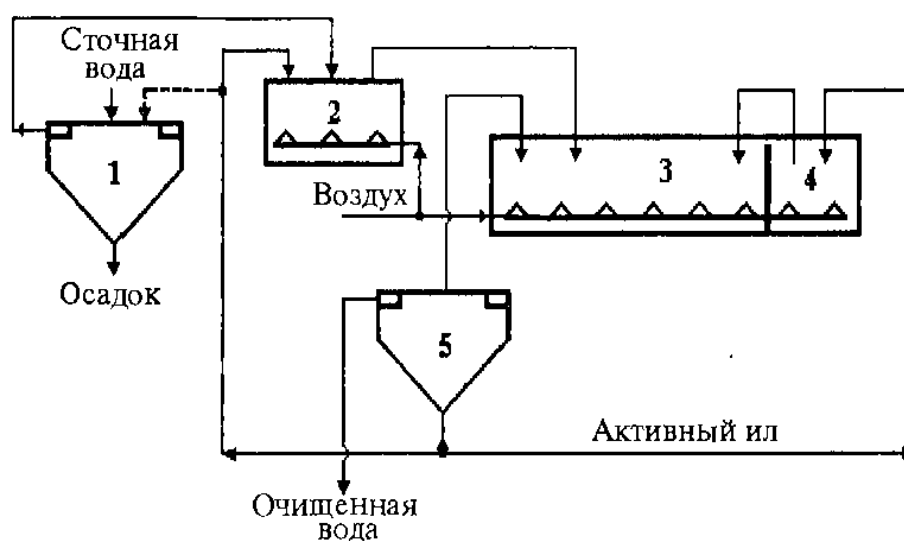 Сточная
вода
1
2
3
4
Воздух
Осадок
5
Активный ил
Очищенная
вода